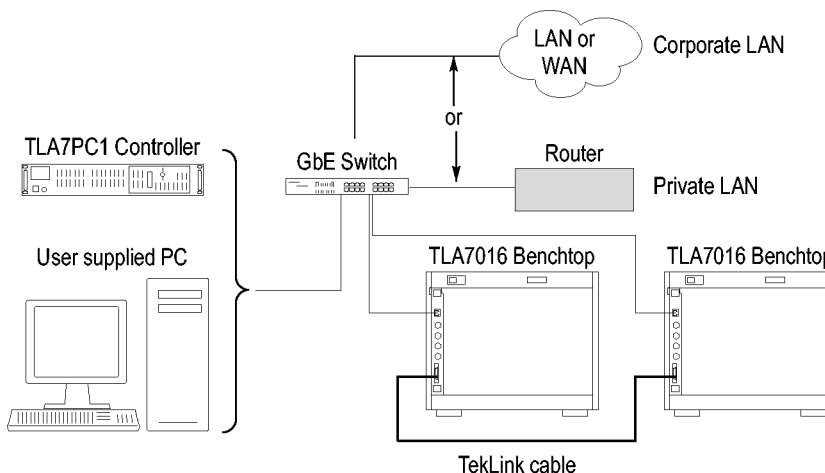 LAN or
WAN
Corporate LAN
or
TLA7PC1 Controller
GbE Switch
Router
Private LAN
User supplied PC
TLA7016 Benchtop
TLA7016 Benchtop
TekLink cable